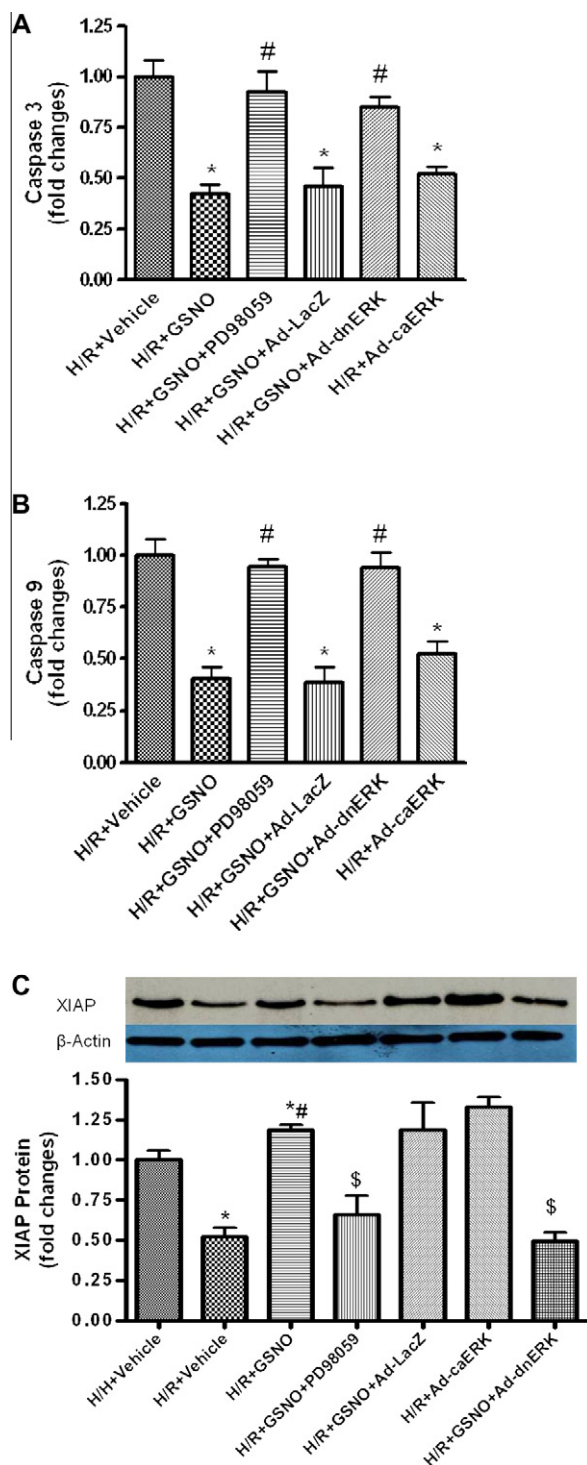 A
Caspase 3
(fold changes)
1.25
1.00
0.75
0.50
0.25
0.00
*
#
*
#
*
H/R+Vehicle
H/R+GSNO
H/R+GSNO+PD98059
H/R+GSNO+Ad-LacZ
H/R+GSNO+Ad-dnERK
H/R+Ad-caERK
B
Caspase 9
(fold changes)
1.25
1.00
0.75
0.50
0.25
0.00
*
#
*
#
*
H/R+Vehicle
H/R+GSNO
H/R+GSNO+PD98059
H/R+GSNO+Ad-LacZ
H/R+GSNO+Ad-dnERK
H/R+Ad-caERK
C
XIAP
β-Actin
XIAP Protein
(fold changes)
1.50
1.25
1.00
0.75
0.50
0.25
0.00
*
*#
$
$
H/H+Vehicle
H/R+Vehicle
H/R+GSNO
H/R+GSNO+PD98059
H/R+GSNO+Ad-LacZ
H/R+Ad-caERK
H/R+GSNO+Ad-dnERK